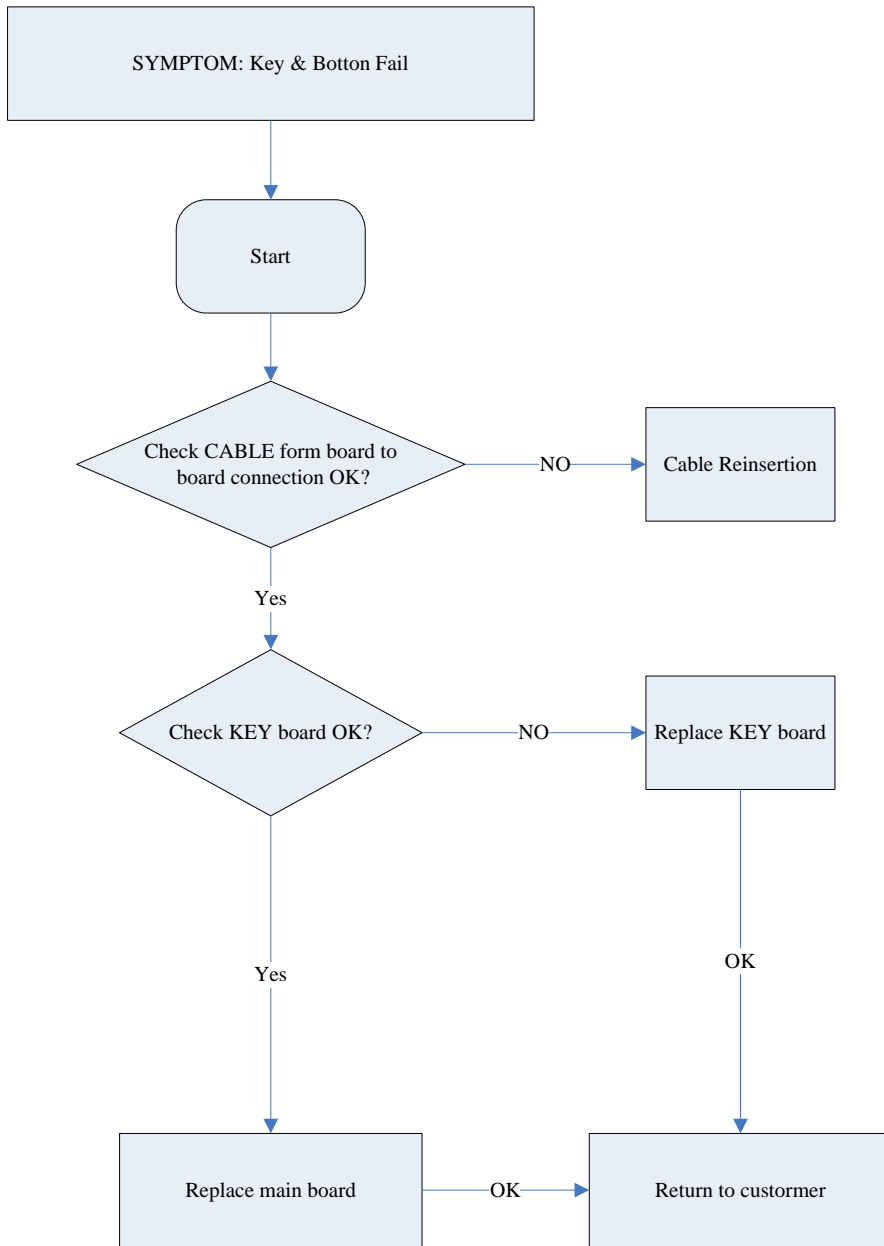 SYMPTOM: Key & Botton Fail
Start
Check CABLE form board to
board connection OK?
NO
Cable Reinsertion
Yes
Check KEY board OK?
NO
Replace KEY board
Yes
OK
Replace main board
OK
Return to custormer